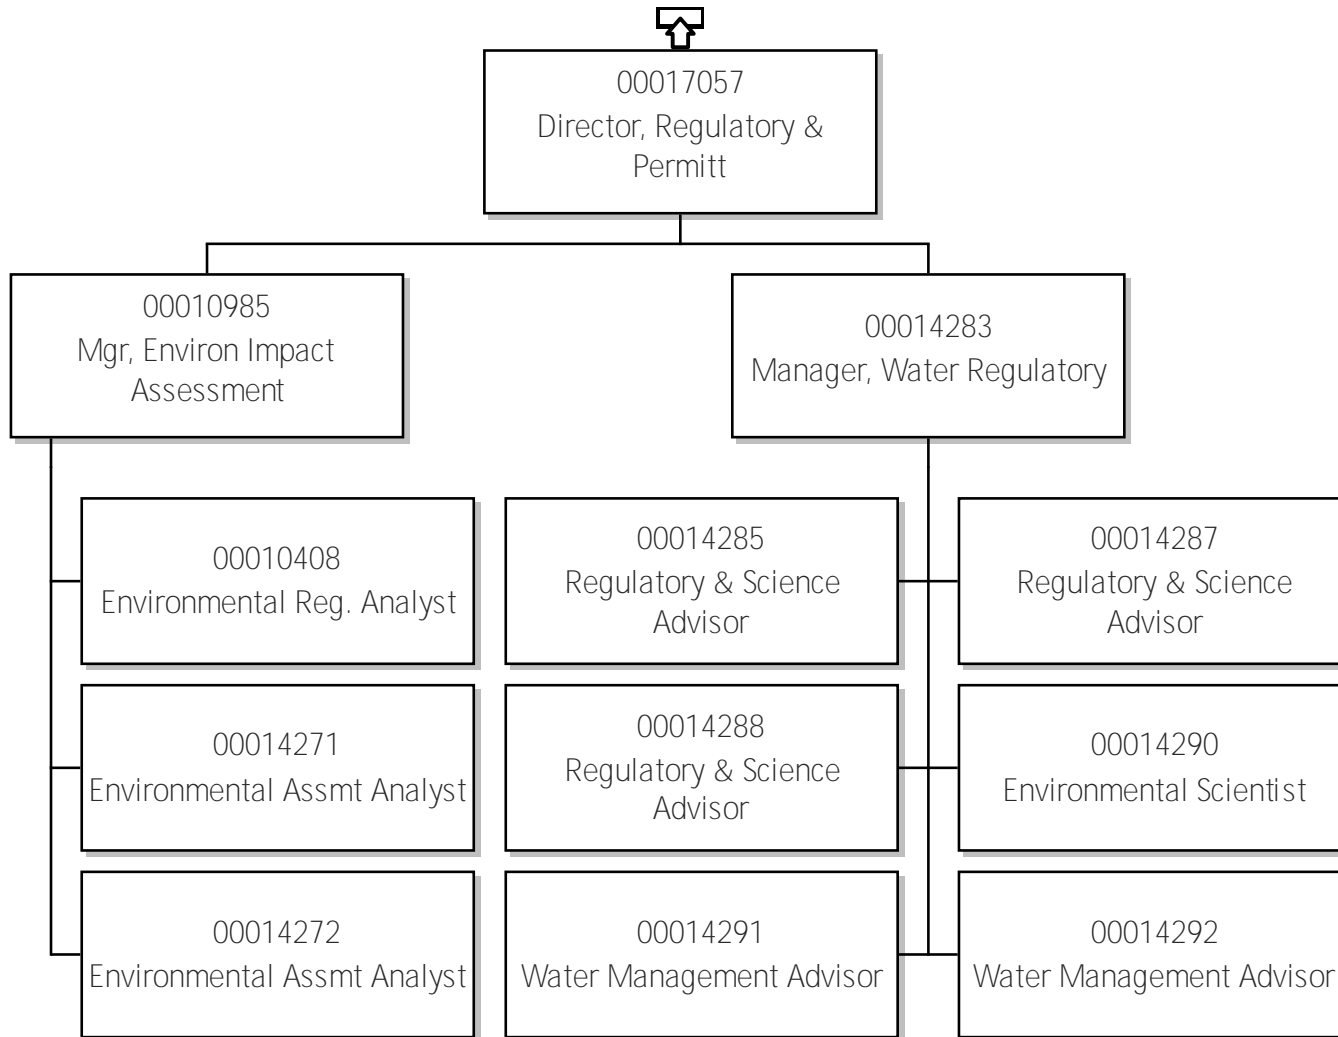 00017057
Director, Regulatory &
Permitt
00010985
Mgr, Environ Impact
Assessment
00014283
Manager, Water Regulatory
00010408
Environmental Reg. Analyst
00014285
Regulatory & Science
Advisor
00014287
Regulatory & Science
Advisor
00014271
Environmental Assmt Analyst
00014288
Regulatory & Science
Advisor
00014290
Environmental Scientist
00014272
Environmental Assmt Analyst
00014291
Water Management Advisor
00014292
Water Management Advisor